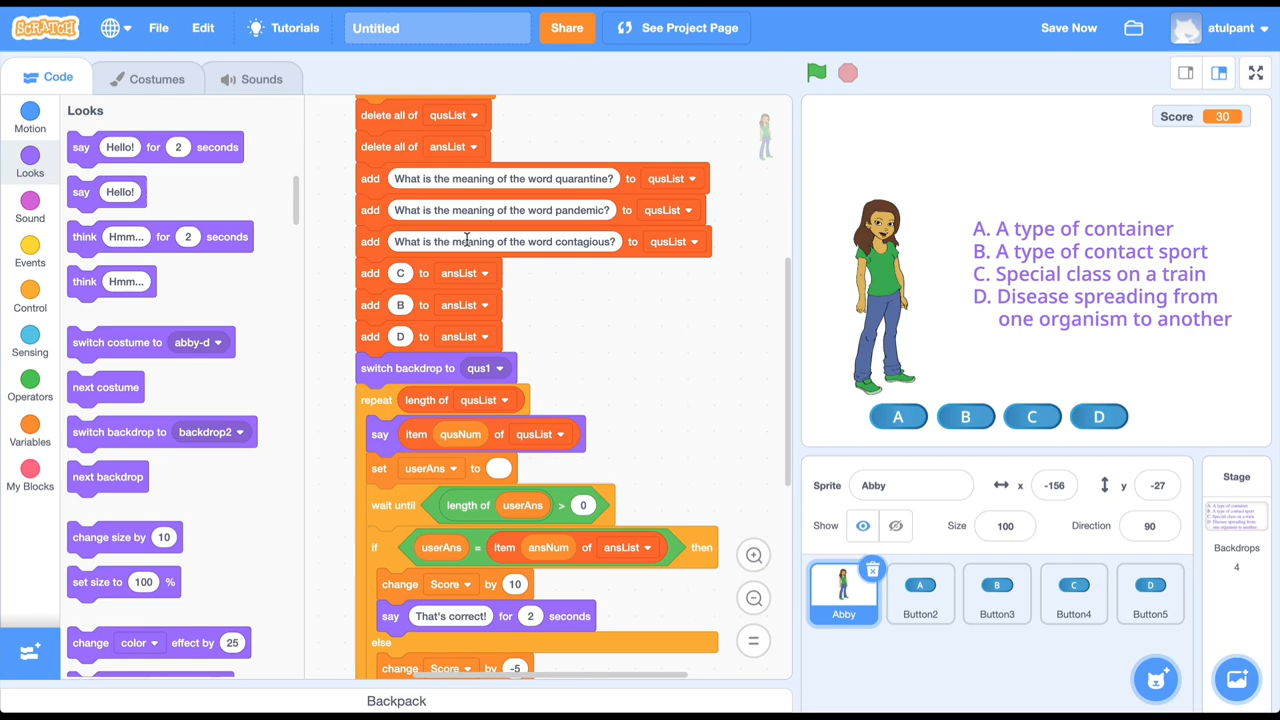 SCRATCH File Edit Tutorials Untitled Share See Project Page Save Now atulpant
Code Costumes Sounds
Motion
Looks
Sound
Events
Control
Sensing
Operators
Variables
My Blocks
Looks
say Hello! for 2 seconds
say Hello!
think Hmm... for 2 seconds
think Hmm...
switch costume to abby-d
next costume
switch backdrop to backdrop2
next backdrop
change size by 10
set size to 100 %
change color effect by 25
delete all of qusList
delete all of ansList
add What is the meaning of the word quarantine? to qusList
add What is the meaning of the word pandemic? to qusList
add What is the meaning of the word contagious? to qusList
add C to ansList
add B to ansList
add D to ansList
switch backdrop to qus1
repeat length of qusList
say item qusNum of qusList
set userAns to
wait until length of userAns > 0
if userAns = item ansNum of ansList then
change Score by 10
say That's correct! for 2 seconds
else
change Score by -5
Score 30
A. A type of container
B. A type of contact sport
C. Special class on a train
D. Disease spreading from
one organism to another
A B C D
Sprite Abby x -156 y -27
Show Size 100 Direction 90
Abby
A Button2
B Button3
C Button4
D Button5
Stage
Backdrops
4
Backpack